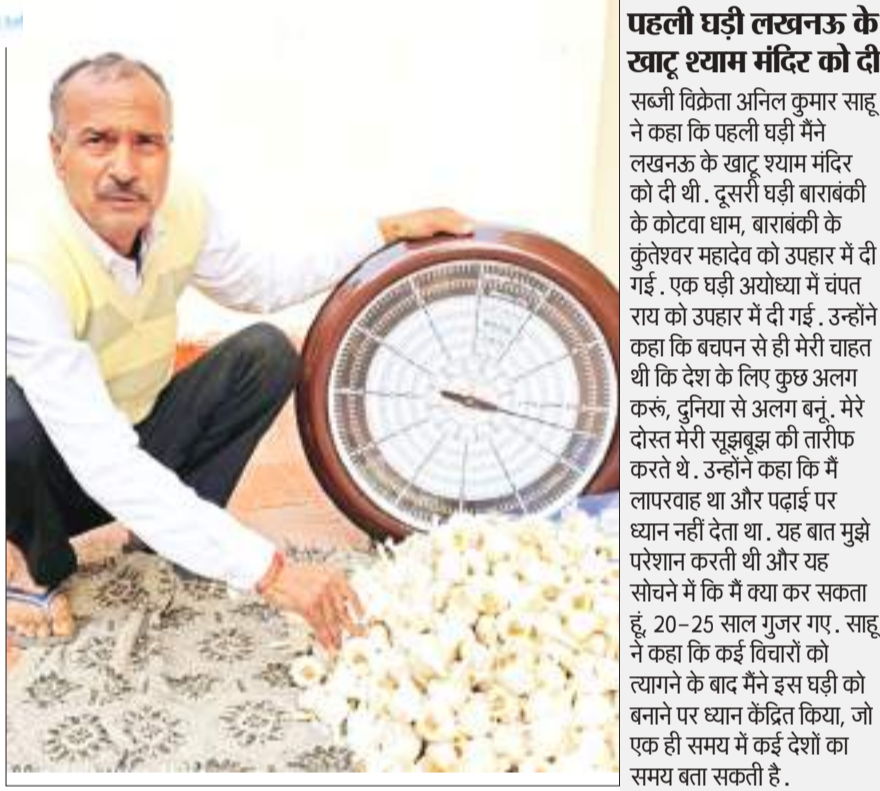 पहली घड़ी लखनऊ के
खाटू श्याम मंदिर को दी
सब्जी विक्रेता अनिल कुमार साहू
ने कहा कि पहली घड़ी मैंने
लखनऊ के खाटू श्याम मंदिर
को दी थी. दूसरी घड़ी बाराबंकी
के कोटवा धाम, बाराबंकी के
कुंतेश्वर महादेव को उपहार में दी
गई. एक घड़ी अयोध्या में चंपत
राय को उपहार में दी गई. उन्होंने
कहा कि बचपन से ही मेरी चाहत
थी कि देश के लिए कुछ अलग
करूं, दुनिया से अलग बनूं. मेरे
दोस्त मेरी सूझबूझ की तारीफ
करते थे. उन्होंने कहा कि मैं
लापरवाह था और पढ़ाई पर
ध्यान नहीं देता था. यह बात मुझे
परेशान करती थी और यह
सोचने में कि मैं क्या कर सकता
हूं, 20-25 साल गुजर गए. साहू
ने कहा कि कई विचारों को
त्यागने के बाद मैंने इस घड़ी को
बनाने पर ध्यान केंद्रित किया, जो
एक ही समय में कई देशों का
समय बता सकती है.